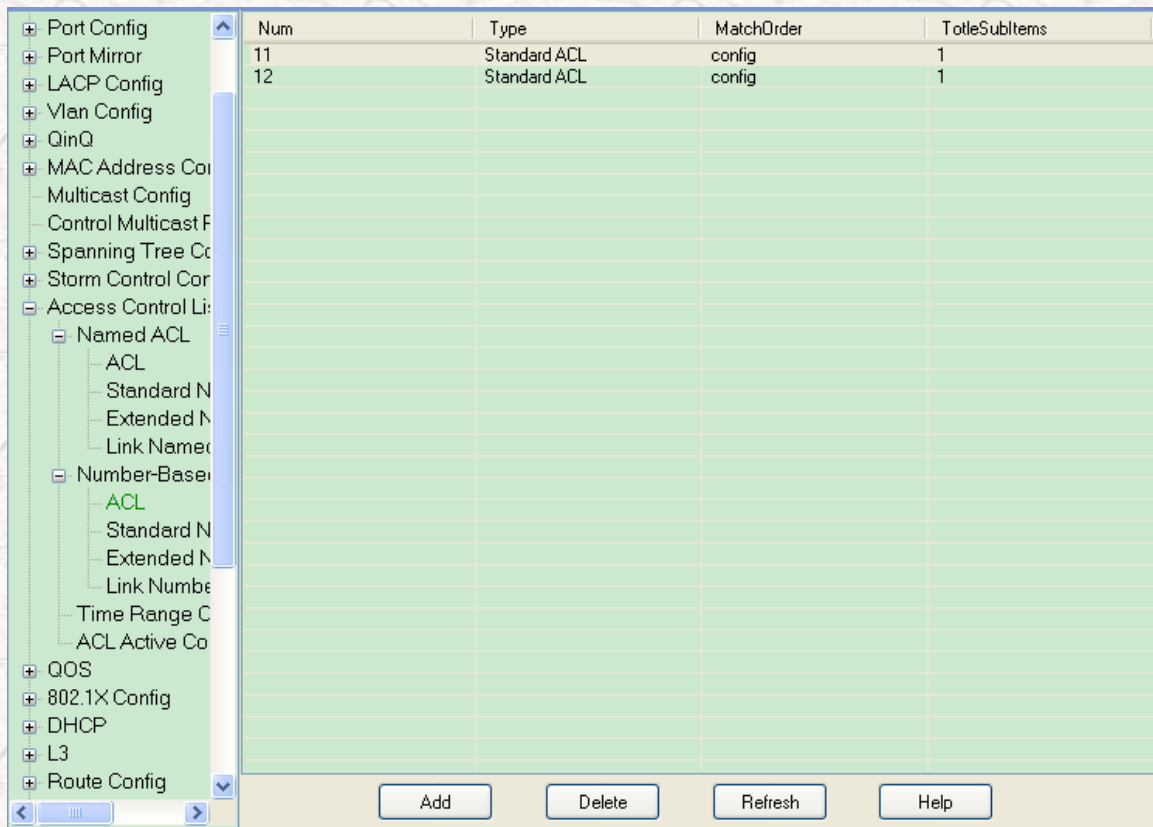 Port Config
Port Mirror
LACP Config
Vlan Config
QinQ
MAC Address Co
Multicast Config
Control Multicast
Spanning Tree Co
Storm Control Con
Access Control Li
Named ACL
ACL
Standard N
Extended N
Link Named
Number-Based
ACL
Standard N
Extended N
Link Numbe
Time Range C
ACL Active Co
QOS
802.1X Config
DHCP
L3
Route Config
Num Type MatchOrder TotleSubItems
11 Standard ACL config 1
12 Standard ACL config 1
Add Delete Refresh Help